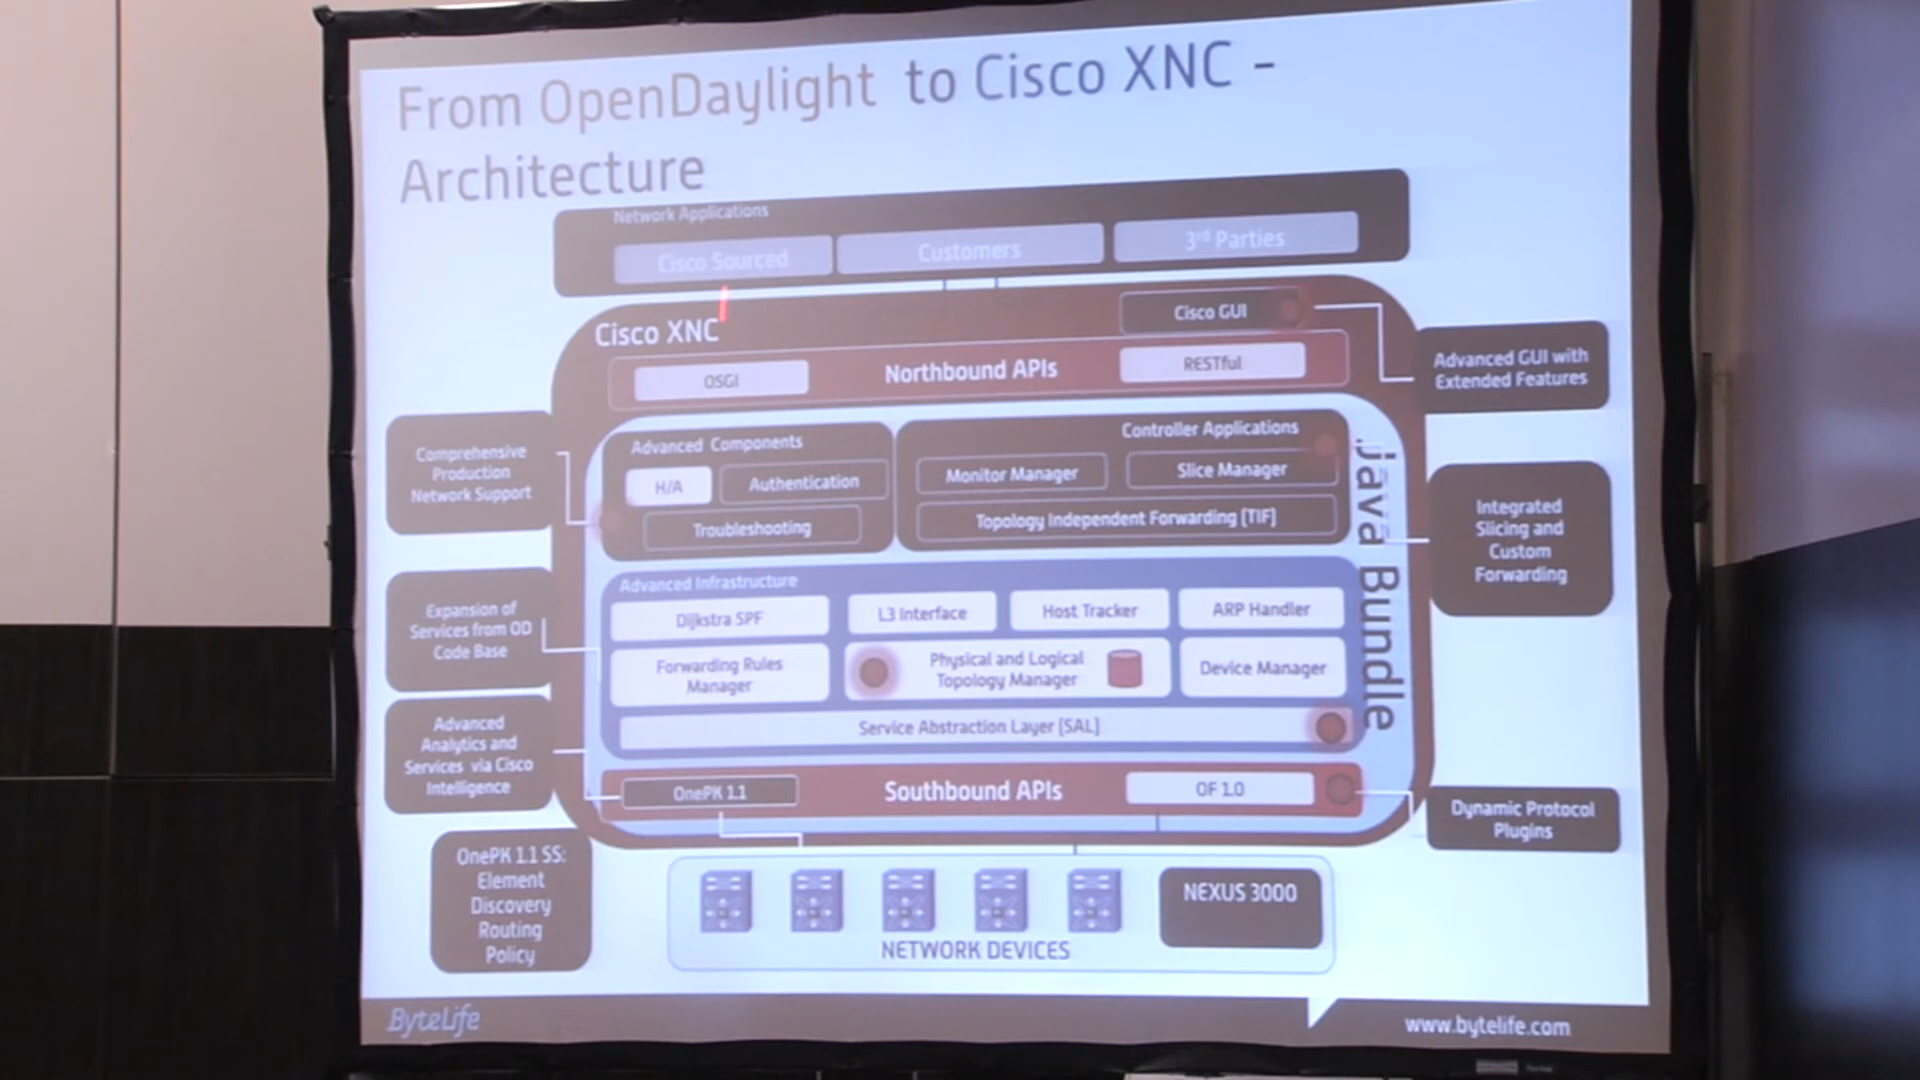 From OpenDaylight to Cisco XNC -
Architecture
Network Applications
Cisco Sourced
Customers
3rd Parties
Cisco XNC
Cisco GUI
OSGI
Northbound APIs
RESTful
Advanced GUI with
Extended Features
Comprehensive
Production
Network Support
Advanced Components
H/A
Authentication
Troubleshooting
Controller Applications
Monitor Manager
Slice Manager
Topology Independent Forwarding (TIF)
Java Bundle
Integrated
Slicing and
Custom
Forwarding
Expansion of
Services from OD
Code Base
Advanced Infrastructure
Dijkstra SPF
L3 Interface
Host Tracker
ARP Handler
Forwarding Rules
Manager
Physical and Logical
Topology Manager
Device Manager
Service Abstraction Layer (SAL)
Advanced
Analytics and
Services via Cisco
Intelligence
OnePK 1.1
Southbound APIs
OF 1.0
Dynamic Protocol
Plugins
OnePK 1.1 SS:
Element
Discovery
Routing
Policy
NETWORK DEVICES
NEXUS 3000
ByteLife
www.bytelife.com